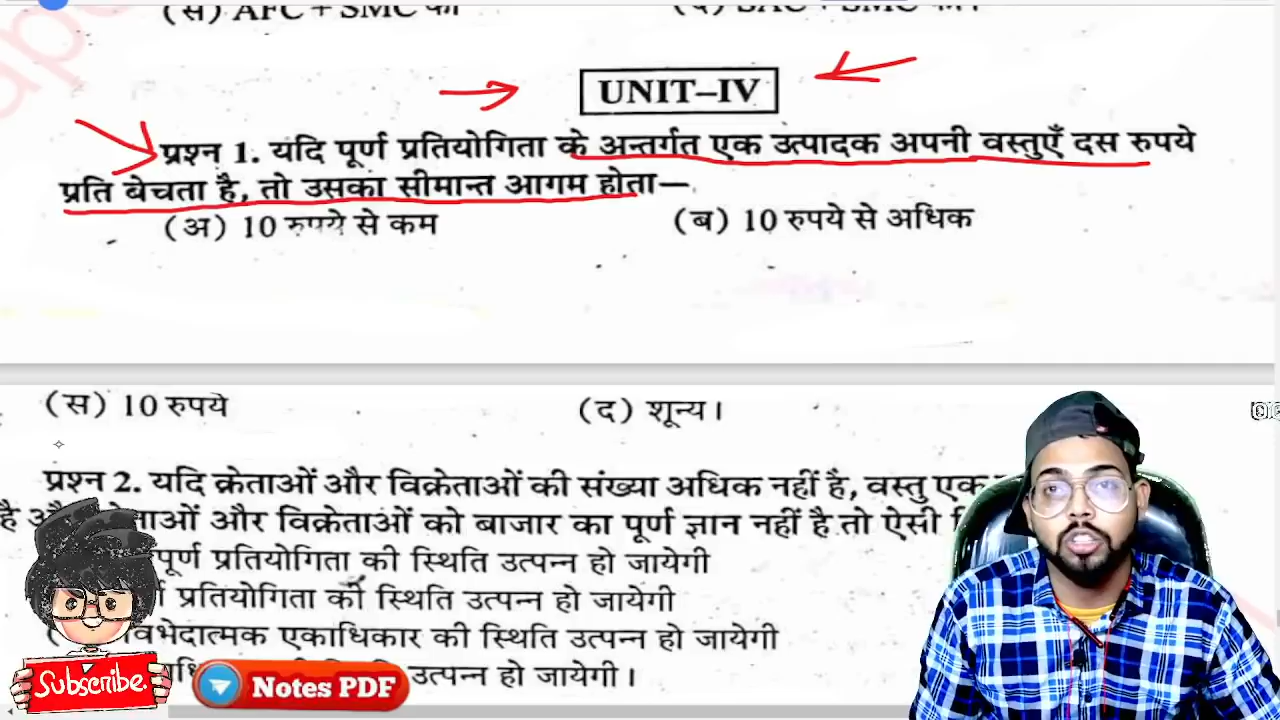 (स) AFC + SMC का
UNIT–IV
प्रश्न 1. यदि पूर्ण प्रतियोगिता के अन्तर्गत एक उत्पादक अपनी वस्तुएँ दस रुपये
प्रति बेचता है, तो उसका सीमान्त आगम होता—
(अ) 10 रुपये से कम
(ब) 10 रुपये से अधिक
(स) 10 रुपये
(द) शून्य।
प्रश्न 2. यदि क्रेताओं और विक्रेताओं की संख्या अधिक नहीं है, वस्तु एक
है और विक्रेताओं को बाजार का पूर्ण ज्ञान नहीं है तो ऐसी
पूर्ण प्रतियोगिता की स्थिति उत्पन्न हो जायेगी
प्रतियोगिता की स्थिति उत्पन्न हो जायेगी
एकाधिकार की स्थिति उत्पन्न हो जायेगी
उत्पन्न हो जायेगी।
Subscribe.
Notes PDF